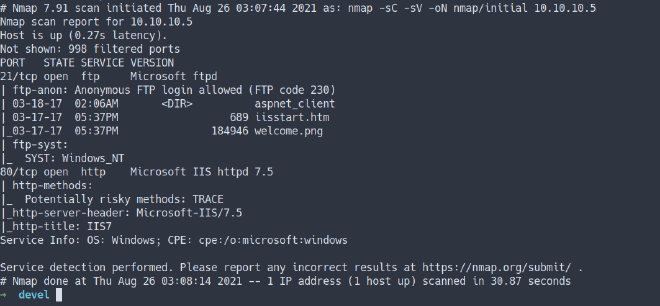 # Nmap 7.91 scan initiated Thu Aug 26 03:07:44 2021 as: nmap -sC -sV -oN nmap/initial 10.10.10.5
Nmap scan report for 10.10.10.5
Host is up (0.27s latency).
Not shown: 998 filtered ports
PORT   STATE SERVICE VERSION
21/tcp open  ftp     Microsoft ftpd
| ftp-anon: Anonymous FTP login allowed (FTP code 230)
| 03-18-17  02:06AM       <DIR>          aspnet_client
| 03-17-17  05:37PM                  689 iisstart.htm
|_03-17-17  05:37PM               184946 welcome.png
| ftp-syst:
|_  SYST: Windows_NT
80/tcp open  http    Microsoft IIS httpd 7.5
| http-methods:
|_  Potentially risky methods: TRACE
|_http-server-header: Microsoft-IIS/7.5
|_http-title: IIS7
Service Info: OS: Windows; CPE: cpe:/o:microsoft:windows
Service detection performed. Please report any incorrect results at https://nmap.org/submit/ .
# Nmap done at Thu Aug 26 03:08:14 2021 -- 1 IP address (1 host up) scanned in 30.87 seconds
→  devel